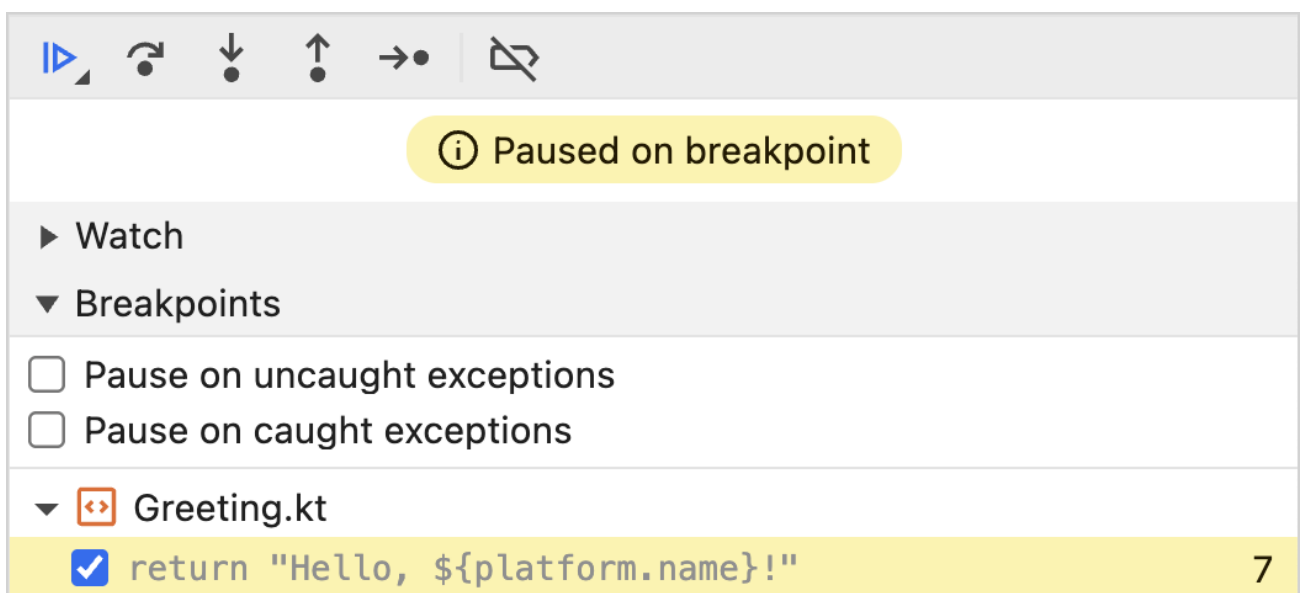 Paused on breakpoint
Watch
Breakpoints
Pause on uncaught exceptions
Pause on caught exceptions
Greeting.kt
return "Hello, ${platform.name}!" 7